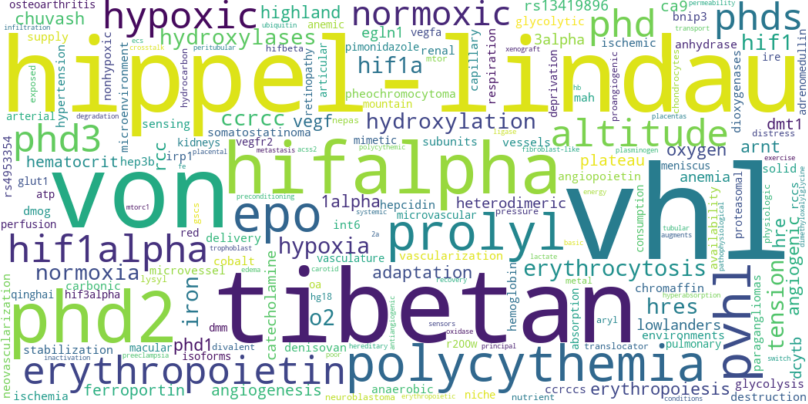 osteoarthritis
chuvash
hypoxic
highland
normoxic
rs13419896
phd
ca9
bnip3
phds
infiltration
ubiquitin
anemic
supply
hydroxylases
egln1
vegfa
glycolytic
3alpha
ischemic
anhydrase
hif1
permeability
crosstalk
peritubular
ecs
hifbeta
pimonidazole
renal
transport
hippel-lindau
exposed
hypertension
nonhypoxic
microenvironment
hydrocarbon
retinopathy
articular
hif1a
mtor
capillary
respiration
xenograft
deprivation
proangiogenic
hb
chondrocytes
dioxygenases
ire
adrenomedullin
pheochromocytoma
mountain
mah
arterial
degradation
sensing
ccrcc
vegf
nepas
hydroxylation
ligase
altitude
placentas
dmt1
distress
rs4953354
phd3
somatostatinoma
kidneys
placental
rcc
irp1
vegfr2
metastasis
acss2
mimetic
polycythemic
subunits
vessels
fibroblast-like
plasminogen
oxygen
arnt
exercise
hematocrit
hep3b
fe
plateau
meniscus
solid
glut1
von
hifalpha
angiopoietin
anemia
proteasomal
physiologic
rccs
dimethyloxalylglycine
atp
dmog
mtorc1
gscs
preconditioning
1alpha
hepcidin
heterodimeric
energy
vhl
consumption
availability
pathophysiological
perfusion
red
epo
systemic
microvascular
pressure
hre
angiogenic
hif1alpha
delivery
trophoblast
int6
2a
prolyl
basic
tubular
augments
hypoxia
vasculature
vascularization
pvhl
tension
normoxia
microvessel
cobalt
edema
carotid
oa
adaptation
lactate
erythrocytosis
metal
chromaffin
qinghai
carbonic
hif3alpha
lysyl
iron
catecholamine
hg18
recovery
tibetan
o2
antiangiogenic
hemoglobin
absorption
hyperabsorption
hres
lowlanders
paragangliomas
neovascularization
phd2
dmm
sensors
oxidase
aryl
environments
stabilization
macular
phd1
divalent
denisovan
r200w
translocator
pulmonary
dcytb
inactivation
preeclampsia
isoforms
poor
hereditary
principal
switch
erythropoietin
polycythemia
ccrccs
glycolysis
ischemia
ferroportin
angiogenesis
neuroblastoma
anaerobic
erythropoietic
niche
nutrient
erythropoiesis
conditions
destruction